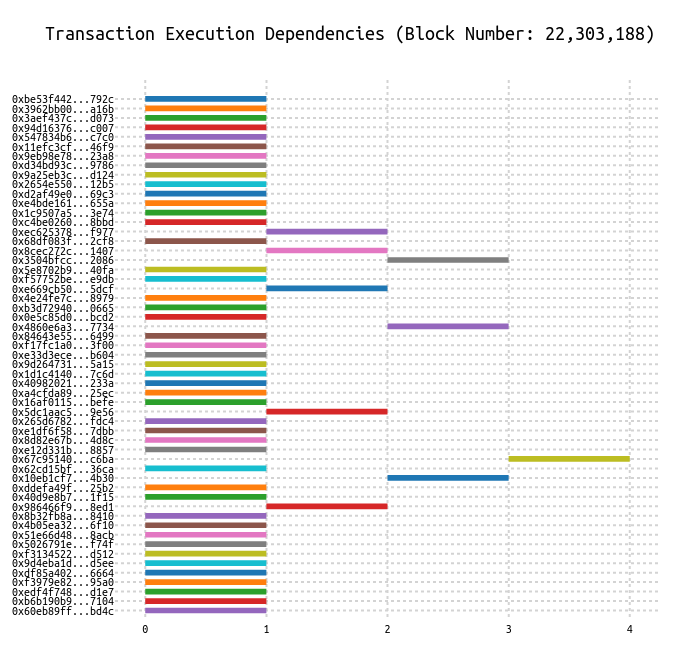 Transaction Execution Dependencies (Block Number: 22,303,188)
0xbe53f442...792c
0x3962bb00...a16b
0x3aef437c...d073
0x94d16376...c007
0x547834b6...c7c0
0x11efc3cf...46f9
0x9eb98e78...23a8
0xd34bd93c...9786
0x9a25eb3c...d124
0x2654e550...12b5
0xd2af49e0...69c3
0xe4bde161...655a
0x1c9507a5...3e74
0xc4be0260...8bbd
0xec625378...f977
0x68df083f...2cf8
0x8cec272c...1407
0x3504bfcc...2086
0x5e8702b9...40fa
0xf57752be...e9db
0xe669cb50...5dcf
0x4e24fe7c...8979
0xb3d72940...0665
0x0e5c85d0...bcd2
0x4860e6a3...7734
0x84643e55...6499
0xf17fc1a0...3f00
0xe33d3ece...b604
0x9d264731...5a15
0x1d1c4140...7c6d
0x40982021...233a
0xa4cfda89...25ec
0x16af0115...befe
0x5dc1aac5...9e56
0x265d6782...fdc4
0xe1df6f58...7dbb
0x8d82e67b...4d8c
0xe12d331b...8857
0x67c95140...c6ba
0x62cd15bf...36ca
0x10eb1cf7...4b30
0xddefa49f...25b2
0x40d9e8b7...1f15
0x986466f9...8ed1
0x8b32fb8a...8410
0x4b05ea32...6f10
0x51e66d48...8acb
0x5026791e...f74f
0xf3134522...d512
0x9d4eba1d...d5ee
0xdf85a402...6664
0xf3979e82...95a0
0xedf4f748...d1e7
0xb6b190b9...7104
0x60eb89ff...bd4c
0 1 2 3 4